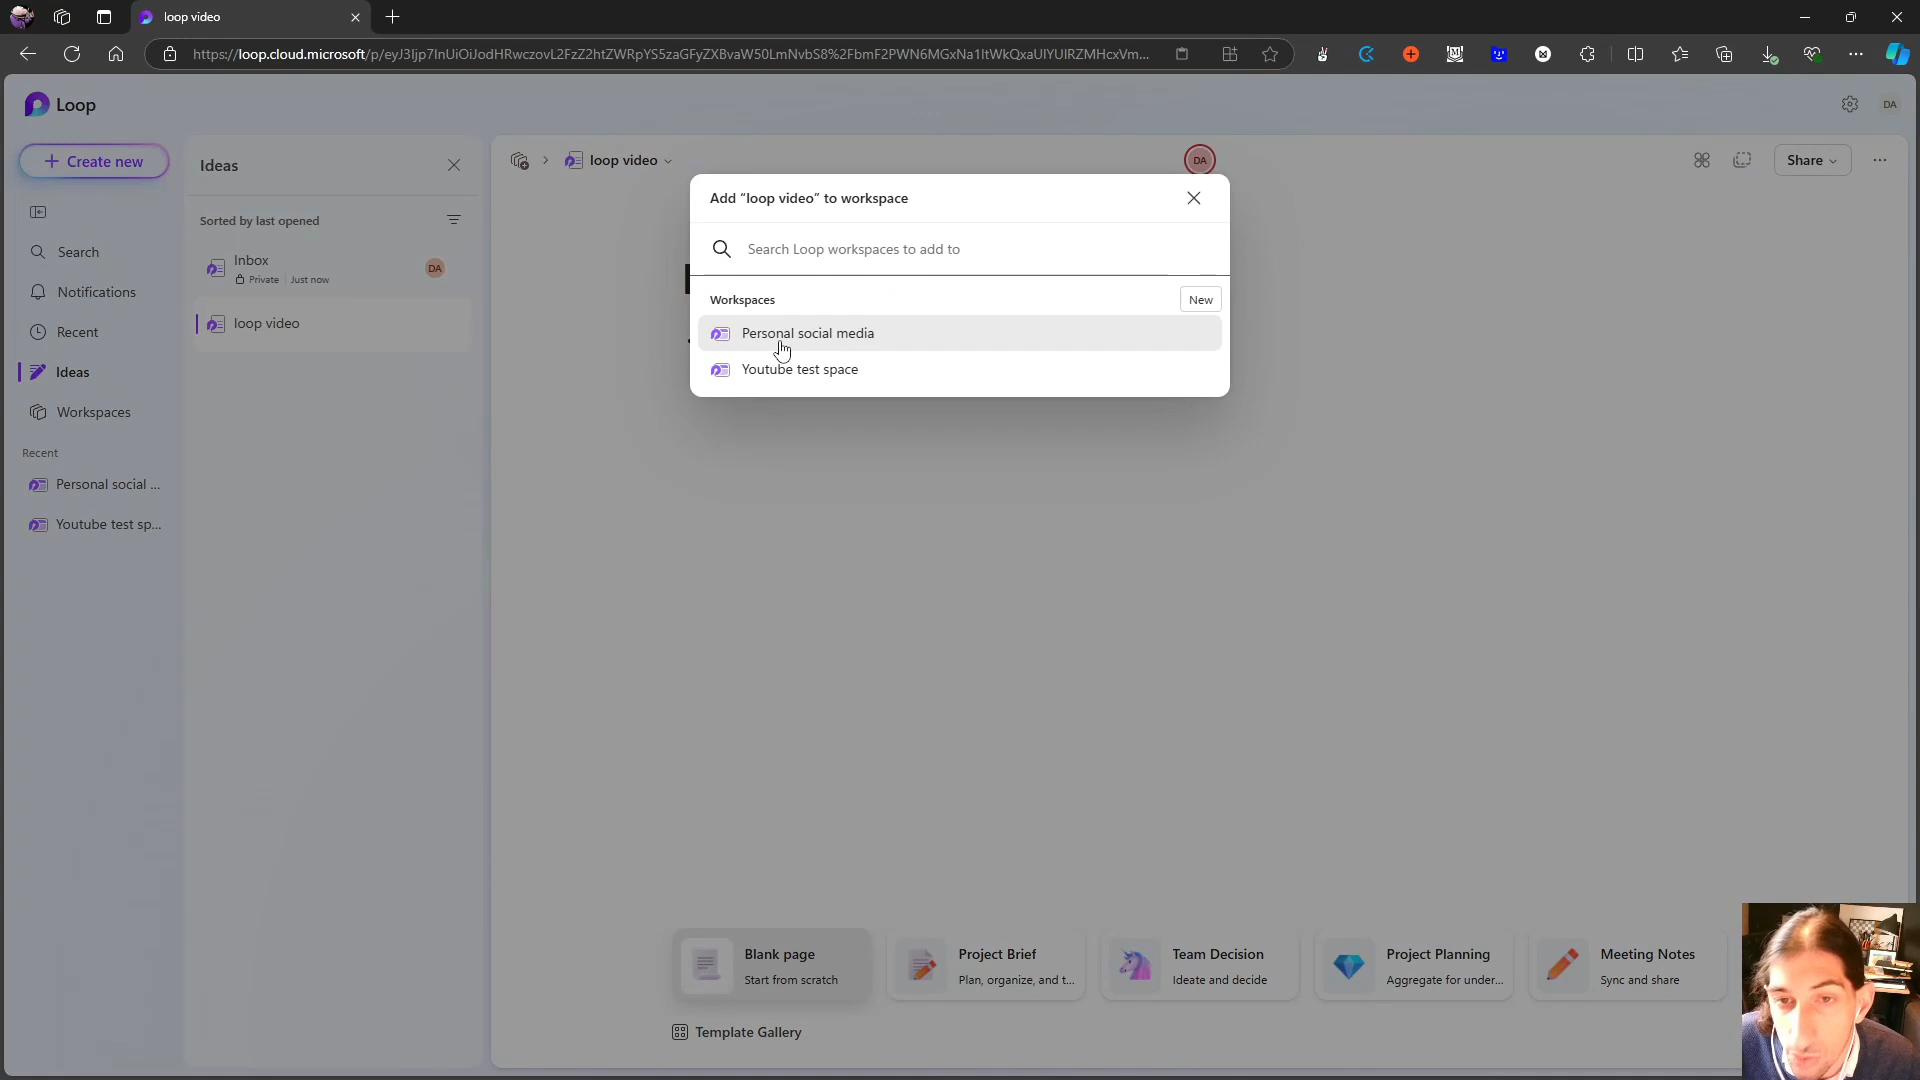 loop video
https://loop.cloud.microsoft/p/eyJ3Ijp7InUiOiJodHRwczovL2FzZ2htZWRpYS5zaGFyZXBvaW50LmNvbS8%2FbmF2PWN6MGxNa1ltWkQxaUlYUlRZMHcxVm...
Loop
DA
Create new
Ideas
loop video
DA
Share
Add “loop video” to workspace
Sorted by last opened
Search
Search Loop workspaces to add to
Inbox
DA
Private
Just now
Notifications
Workspaces
New
loop video
Recent
Personal social media
Ideas
Youtube test space
Workspaces
Recent
Personal social ...
Youtube test sp...
Blank page
Start from scratch
Project Brief
Plan, organize, and t...
Team Decision
Ideate and decide
Project Planning
Aggregate for under...
Meeting Notes
Sync and share
Template Gallery